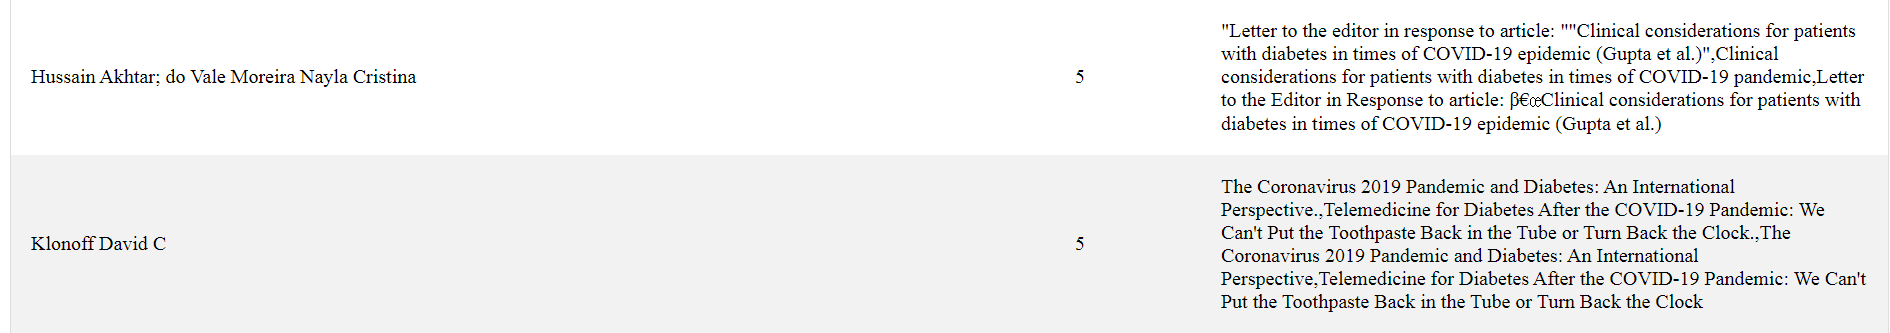 "Letter to the editor in response to article: ""Clinical considerations for patients
with diabetes in times of COVID-19 epidemic (Gupta et al.)",Clinical
Hussain Akhtar; do Vale Moreira Nayla Cristina 5 considerations for patients with diabetes in times of COVID-19 pandemic,Letter
to the Editor in Response to article: β€œClinical considerations for patients with
diabetes in times of COVID-19 epidemic (Gupta et al.)
The Coronavirus 2019 Pandemic and Diabetes: An International
Perspective.,Telemedicine for Diabetes After the COVID-19 Pandemic: We
Klonoff David C 5 Can't Put the Toothpaste Back in the Tube or Turn Back the Clock.,The
Coronavirus 2019 Pandemic and Diabetes: An International
Perspective,Telemedicine for Diabetes After the COVID-19 Pandemic: We Can't
Put the Toothpaste Back in the Tube or Turn Back the Clock